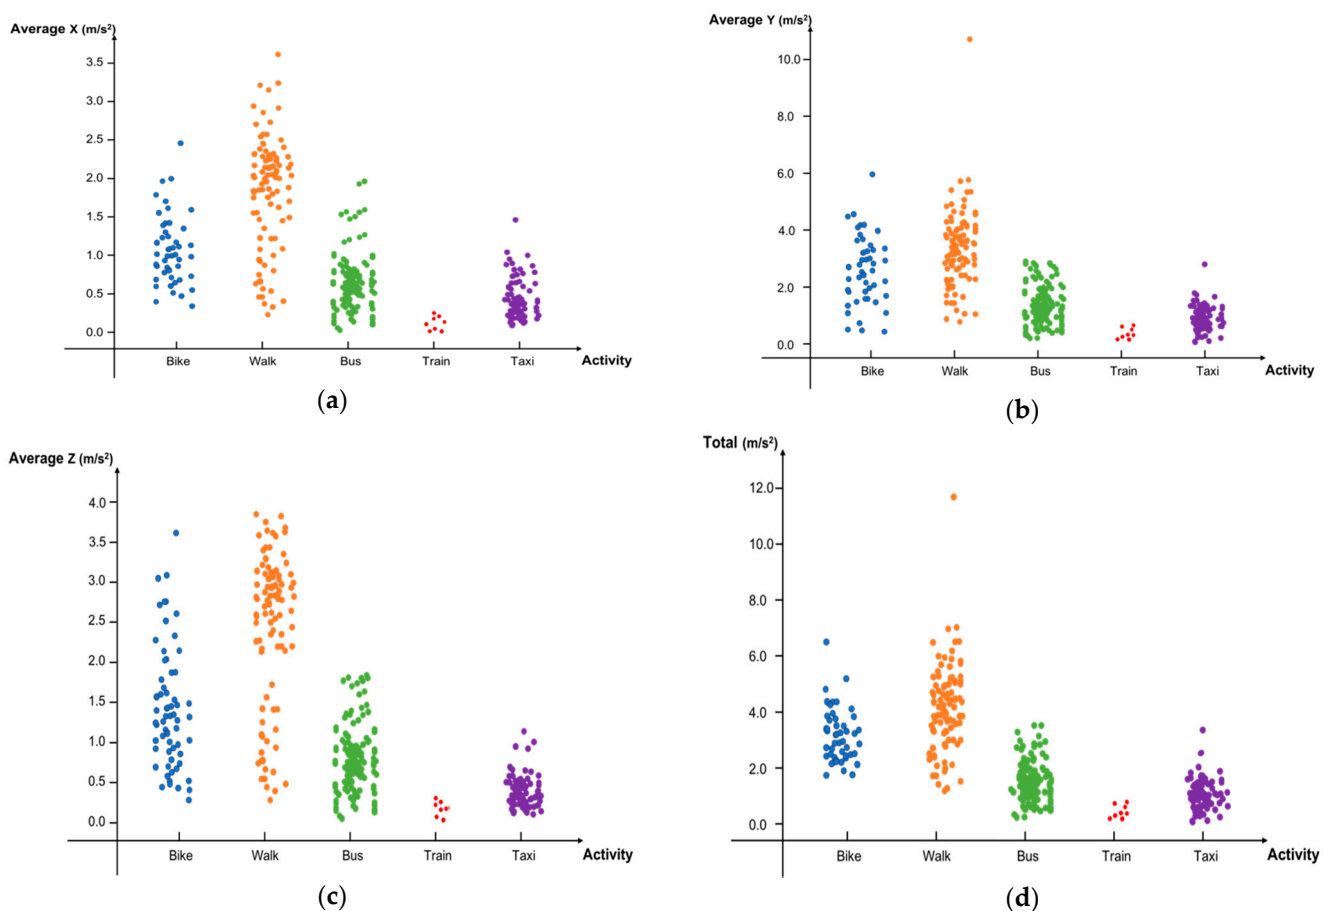 Average X (m/s²)
3.5
3.0
2.5
2.0
1.5
1.0
0.5
0.0
Bike Walk Bus Train Taxi Activity
(a)
Average Y (m/s²)
10.0
8.0
6.0
4.0
2.0
0.0
Bike Walk Bus Train Taxi Activity
(b)
Average Z (m/s²)
4.0
3.5
3.0
2.5
2.0
1.5
1.0
0.5
0.0
Bike Walk Bus Train Taxi Activity
(c)
Total (m/s²)
12.0
10.0
8.0
6.0
4.0
2.0
0.0
Bike Walk Bus Train Taxi Activity
(d)